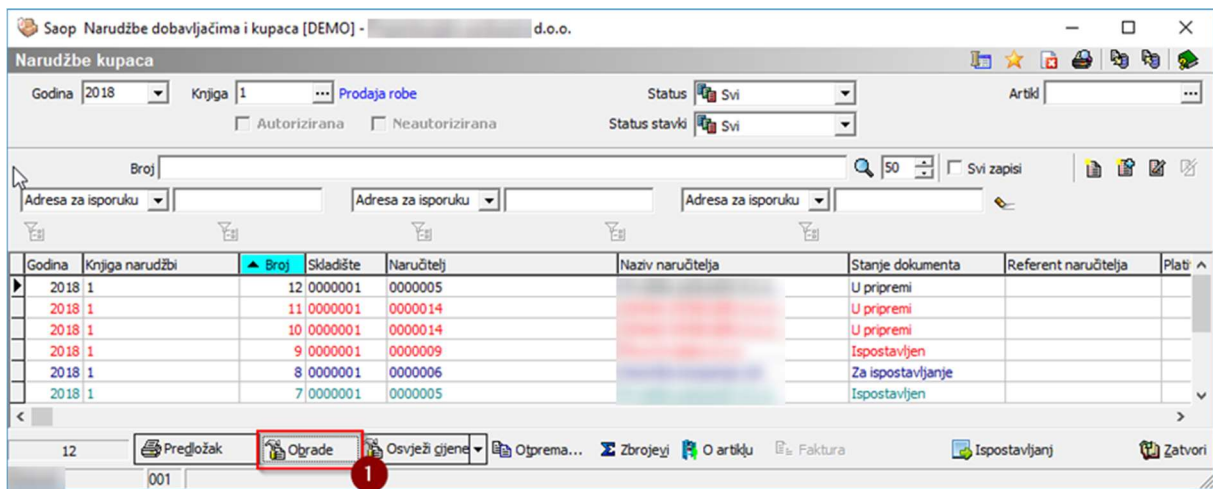 Saop Narudžbe dobavljačima i kupaca [DEMO] - d.o.o.
Narudžbe kupaca
Godina 2018 Knjiga 1 ... Prodaja robe Status Svi Artikl ...
Autorizirana Neautorizirana Status stavki Svi
Broj 50 Svi zapisi
Adresa za isporuku Adresa za isporuku Adresa za isporuku
Godina Knjiga narudžbi Broj Skladište Naručitelj Naziv naručitelja Stanje dokumenta Referent naručitelja
2018 1 12 0000001 0000005 U pripremi
2018 1 11 0000001 0000014 U pripremi
2018 1 10 0000001 0000014 U pripremi
2018 1 9 0000001 0000009 Ispostavljen
2018 1 8 0000001 0000006 Za ispostavljanje
2018 1 7 0000001 0000005 Ispostavljen
12 Predložak Obrade Osvježi cijene Otprema... Zbrojevi O artiklu Faktura Ispostavljanj Zatvori
1
001